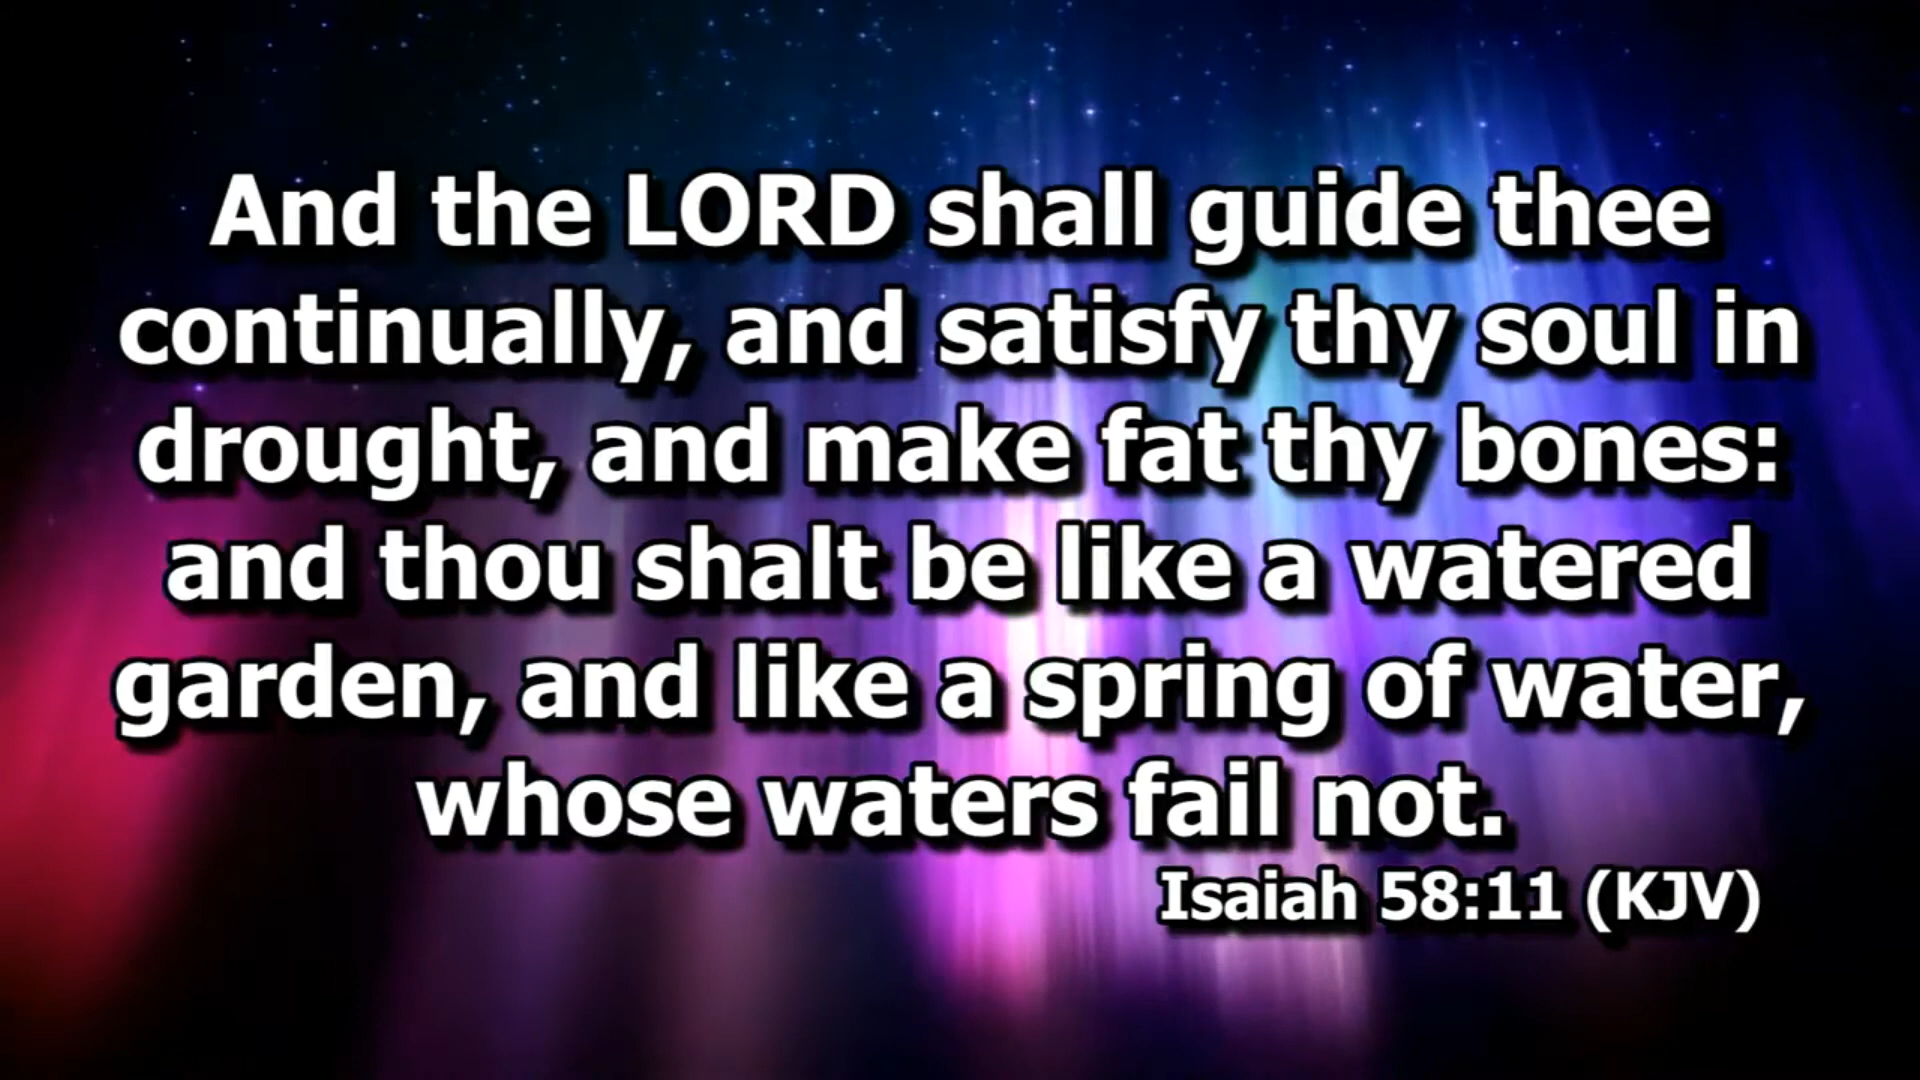 And the LORD shall guide thee
continually, and satisfy thy soul in
drought, and make fat thy bones:
and thou shalt be like a watered
garden, and like a spring of water,
whose waters fail not.
Isaiah 58:11 (KJV)